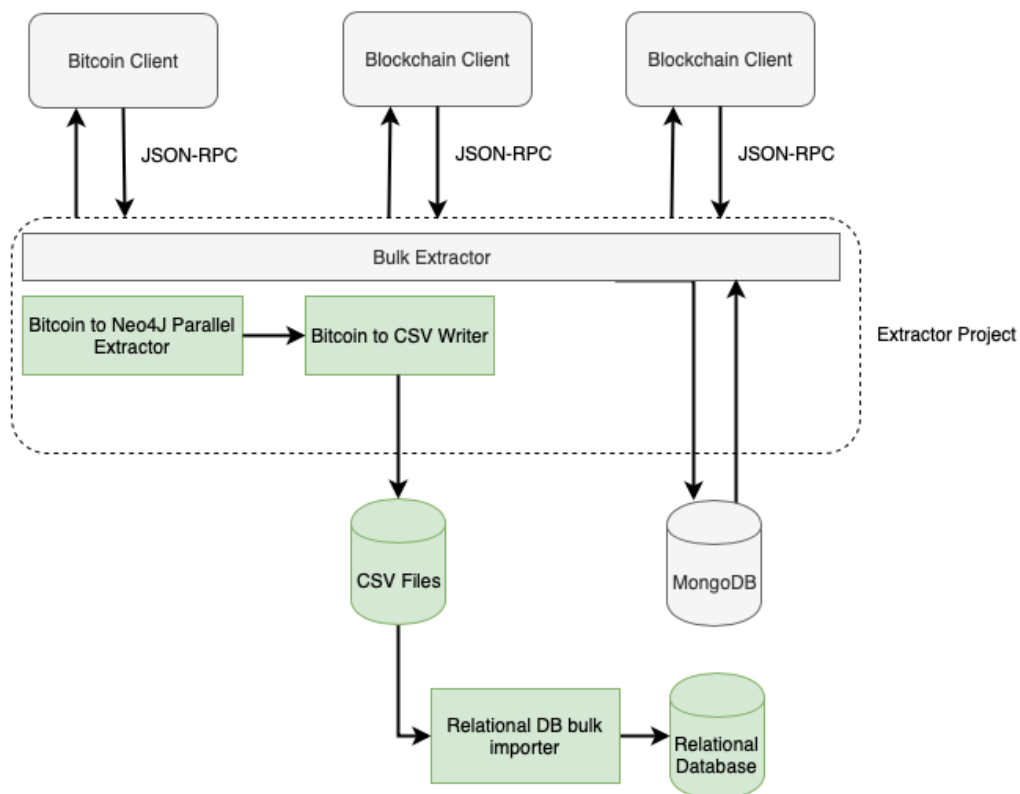 Bitcoin Client
Blockchain Client
Blockchain Client
JSON-RPC
JSON-RPC
JSON-RPC
Bulk Extractor
Bitcoin to Neo4J Parallel
Extractor
Bitcoin to CSV Writer
Extractor Project
CSV Files
MongoDB
Relational DB bulk
importer
Relational
Database